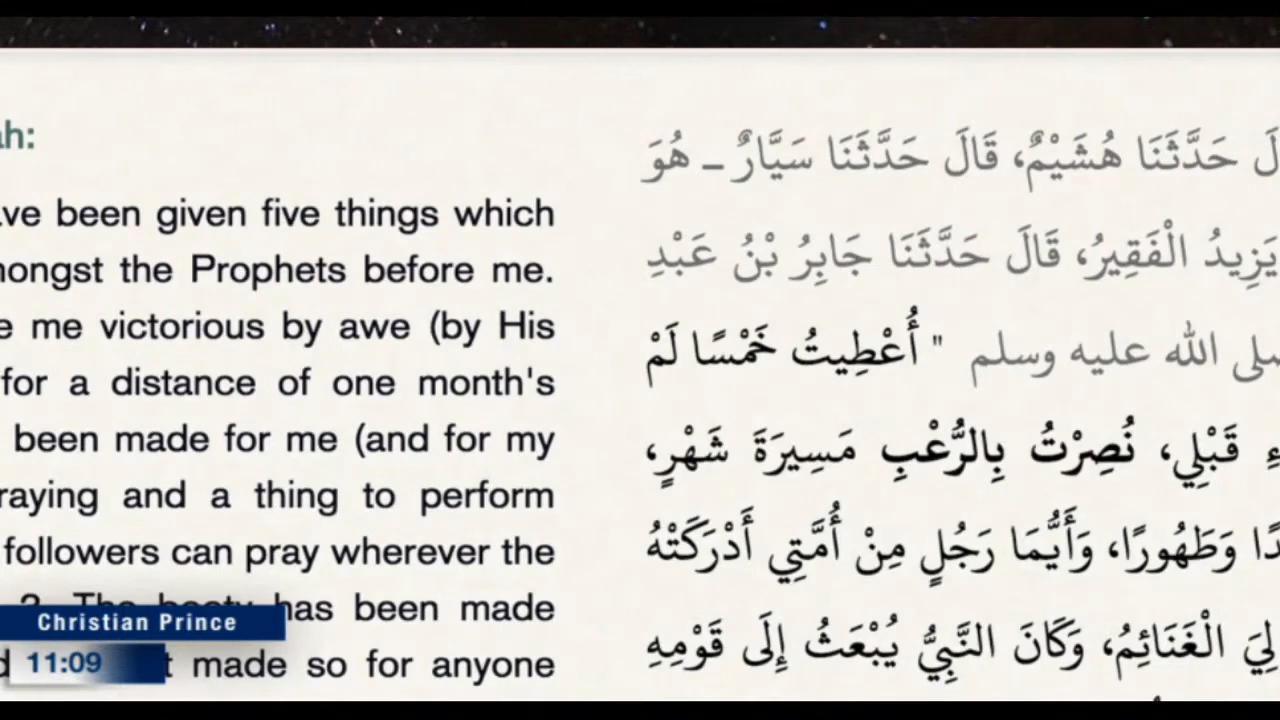 ah:
ve been given five things which
mongst the Prophets before me.
me victorious by awe (by His
for a distance of one month's
been made for me (and for my
raying and a thing to perform
followers can pray wherever the
has been made
made so for anyone
حَدَّثَنَا هُشَيْمٌ، قَالَ حَدَّثَنَا سَيَّارٌ ـ هُوَ
يَزِيدُ الْفَقِيرُ، قَالَ حَدَّثَنَا جَابِرُ بْنُ عَبْدِ
صلى الله عليه وسلم " أُعْطِيتُ خَمْسًا لَمْ
قَبْلِي، نُصِرْتُ بِالرُّعْبِ مَسِيرَةَ شَهْرٍ،
وَطَهُورًا، وَأَيُّمَا رَجُلٍ مِنْ أُمَّتِي أَدْرَكَتْهُ
لِيَ الْغَنَائِمُ، وَكَانَ النَّبِيُّ يُبْعَثُ إِلَى قَوْمِهِ
Christian Prince
11:09